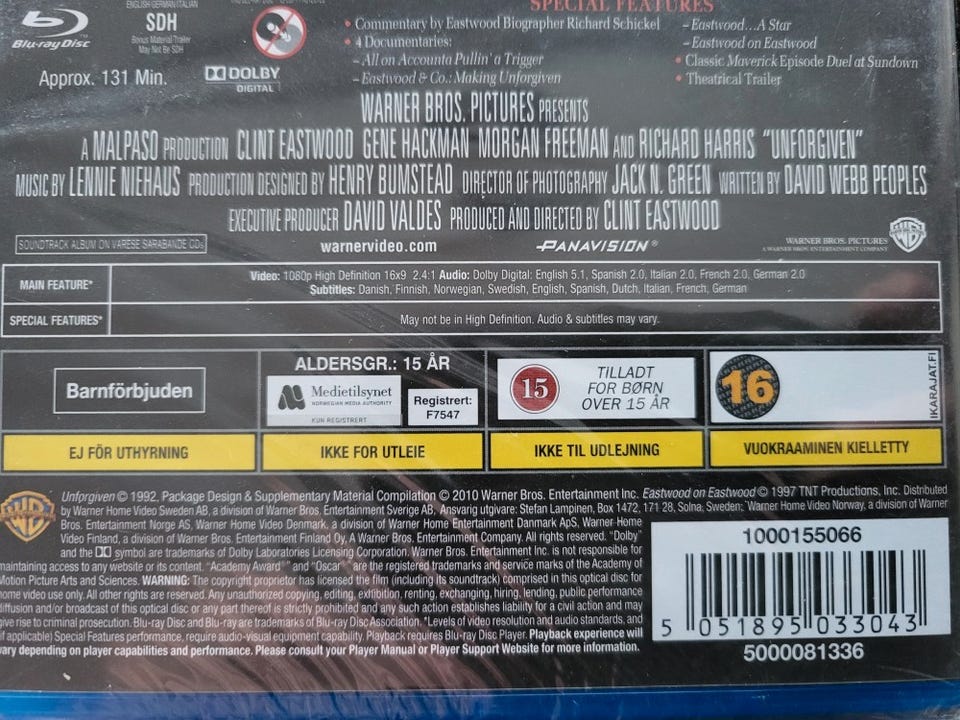 Blu-ray Disc
ENGLISH GERMAN/ITALIAN
SDH
Bonus Material/Trailer
May Not Be SDH
Approx. 131 Min.
DOLBY
DIGITAL
SPECIAL FEATURES
• Commentary by Eastwood Biographer Richard Schickel
• 4 Documentaries:
– All on Accounta Pullin' a Trigger
– Eastwood & Co.: Making Unforgiven
– Eastwood...A Star
– Eastwood on Eastwood
• Classic Maverick Episode Duel at Sundown
• Theatrical Trailer
WARNER BROS. PICTURES PRESENTS
A MALPASO PRODUCTION CLINT EASTWOOD GENE HACKMAN MORGAN FREEMAN AND RICHARD HARRIS "UNFORGIVEN"
MUSIC BY LENNIE NIEHAUS PRODUCTION DESIGNED BY HENRY BUMSTEAD DIRECTOR OF PHOTOGRAPHY JACK N. GREEN WRITTEN BY DAVID WEBB PEOPLES
EXECUTIVE PRODUCER DAVID VALDES PRODUCED AND DIRECTED BY CLINT EASTWOOD
SOUNDTRACK ALBUM ON VARESE SARABANDE CDs
warnervideo.com
PANAVISION®
WARNER BROS. PICTURES
A WARNER BROS. ENTERTAINMENT COMPANY
MAIN FEATURE*
Video: 1080p High Definition 16x9 2.4:1 Audio: Dolby Digital: English 5.1, Spanish 2.0, Italian 2.0, French 2.0, German 2.0
Subtitles: Danish, Finnish, Norwegian, Swedish, English, Spanish, Dutch, Italian, French, German
SPECIAL FEATURES*
May not be in High Definition. Audio & subtitles may vary.
Barnförbjuden
ALDERSGR.: 15 ÅR
Medietilsynet
NORWEGIAN MEDIA AUTHORITY
KUN REGISTRERT
Registrert:
F7547
15
TILLADT
FOR BØRN
OVER 15 ÅR
16
IKARAJAT.FI
EJ FÖR UTHYRNING
IKKE FOR UTLEIE
IKKE TIL UDLEJNING
VUOKRAAMINEN KIELLETTY
Unforgiven © 1992, Package Design & Supplementary Material Compilation © 2010 Warner Bros. Entertainment Inc. Eastwood on Eastwood © 1997 TNT Productions, Inc. Distributed
by Warner Home Video Sweden AB, a division of Warner Bros. Entertainment Sverige AB, Ansvarig utgivare: Stefan Lampinen, Box 1472, 171 28, Solna, Sweden; Warner Home Video Norway, a division of Warner
Bros. Entertainment Norge AS, Warner Home Video Denmark, a division of Warner Home Entertainment Danmark ApS, Warner Home
Video Finland, a division of Warner Bros. Entertainment Finland Oy, A Warner Bros. Entertainment Company. All rights reserved. "Dolby"
and the DD symbol are trademarks of Dolby Laboratories Licensing Corporation. Warner Bros. Entertainment Inc. is not responsible for
maintaining access to any website or its content. "Academy Award" and "Oscar" are the registered trademarks and service marks of the Academy of
Motion Picture Arts and Sciences. WARNING: The copyright proprietor has licensed the film (including its soundtrack) comprised in this optical disc for
home video use only. All other rights are reserved. Any unauthorized copying, editing, exhibition, renting, exchanging, hiring, lending, public performance
diffusion and/or broadcast of this optical disc or any part thereof is strictly prohibited and any such action establishes liability for a civil action and may
give rise to criminal prosecution. Blu-ray Disc and Blu-ray are trademarks of Blu-ray Disc Association. *Levels of video resolution and audio standards, and
(if applicable) Special Features performance, require audio-visual equipment capability. Playback requires Blu-ray Disc Player. Playback experience will
vary depending on player capabilities and performance. Please consult your Player Manual or Player Support Website for more information.
1000155066
5 051895 033043
5000081336